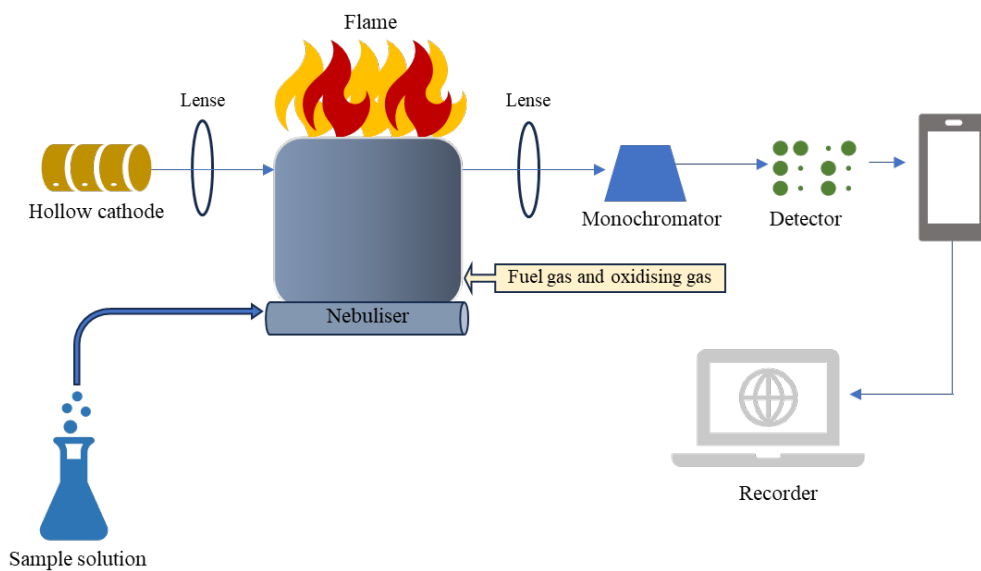 Flame
Lense
Lense
Hollow cathode
Monochromator
Detector
Fuel gas and oxidising gas
Nebuliser
Recorder
Sample solution